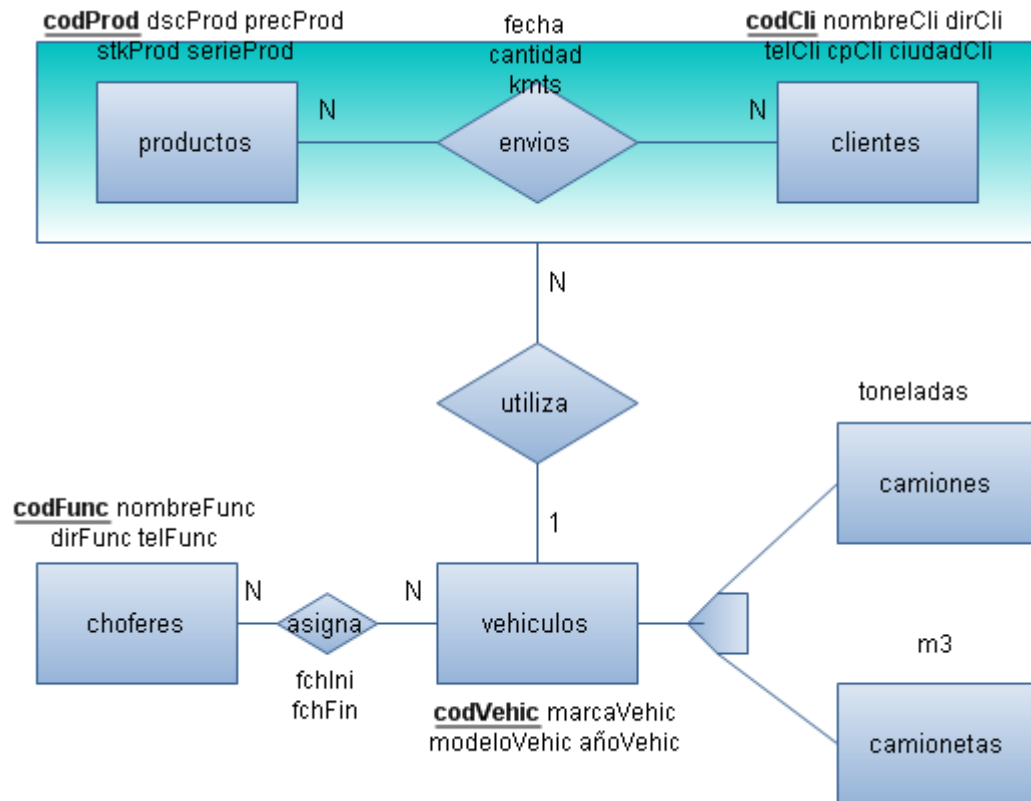 codProd dscProd precProd
stkProd serieProd
fecha
cantidad
kmts
codCli nombreCli dirCli
telCli cpCli ciudadCli
productos
N
envios
N
clientes
N
utiliza
1
toneladas
camiones
codFunc nombreFunc
dirFunc telFunc
choferes
N
asigna
N
vehiculos
fchIni
fchFin
codVehic marcaVehic
modeloVehic añoVehic
m3
camionetas